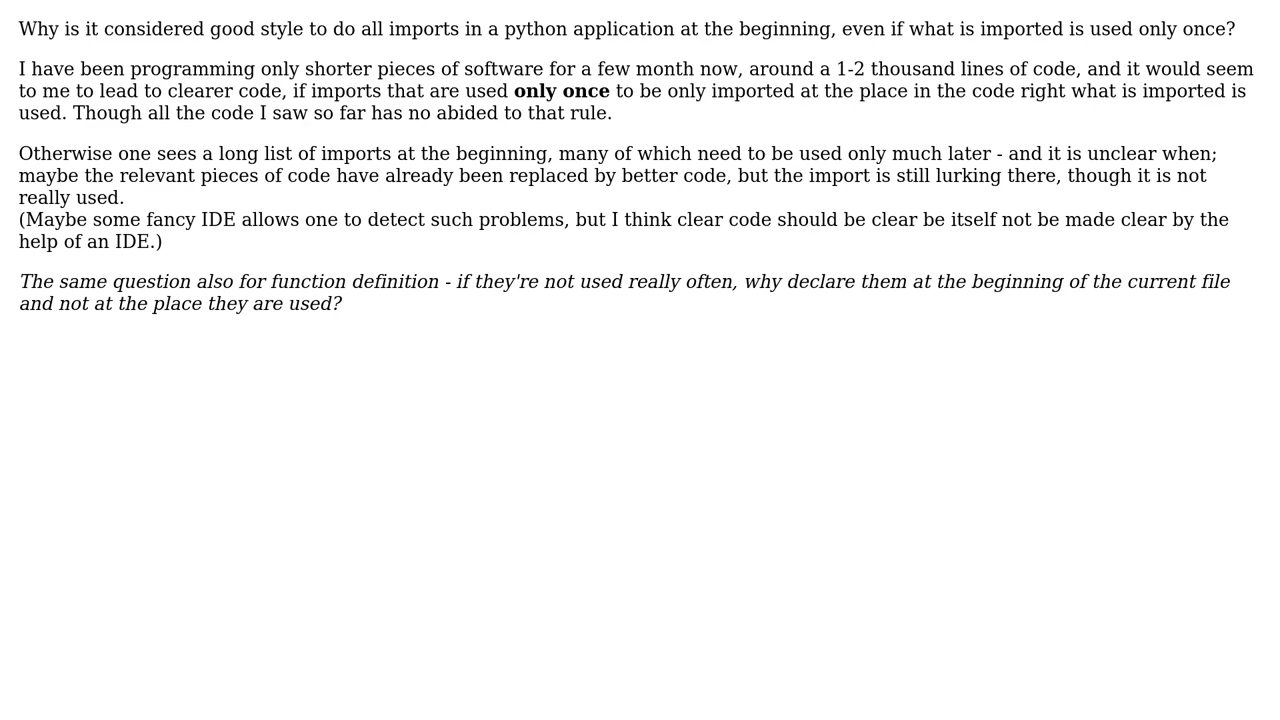 Why is it considered good style to do all imports in a python application at the beginning, even if what is imported is used only once?
I have been programming only shorter pieces of software for a few month now, around a 1-2 thousand lines of code, and it would seem
to me to lead to clearer code, if imports that are used only once to be only imported at the place in the code right what is imported is
used. Though all the code I saw so far has no abided to that rule.
Otherwise one sees a long list of imports at the beginning, many of which need to be used only much later - and it is unclear when;
maybe the relevant pieces of code have already been replaced by better code, but the import is still lurking there, though it is not
really used.
(Maybe some fancy IDE allows one to detect such problems, but I think clear code should be clear be itself not be made clear by the
help of an IDE.)
The same question also for function definition - if they're not used really often, why declare them at the beginning of the current file
and not at the place they are used?